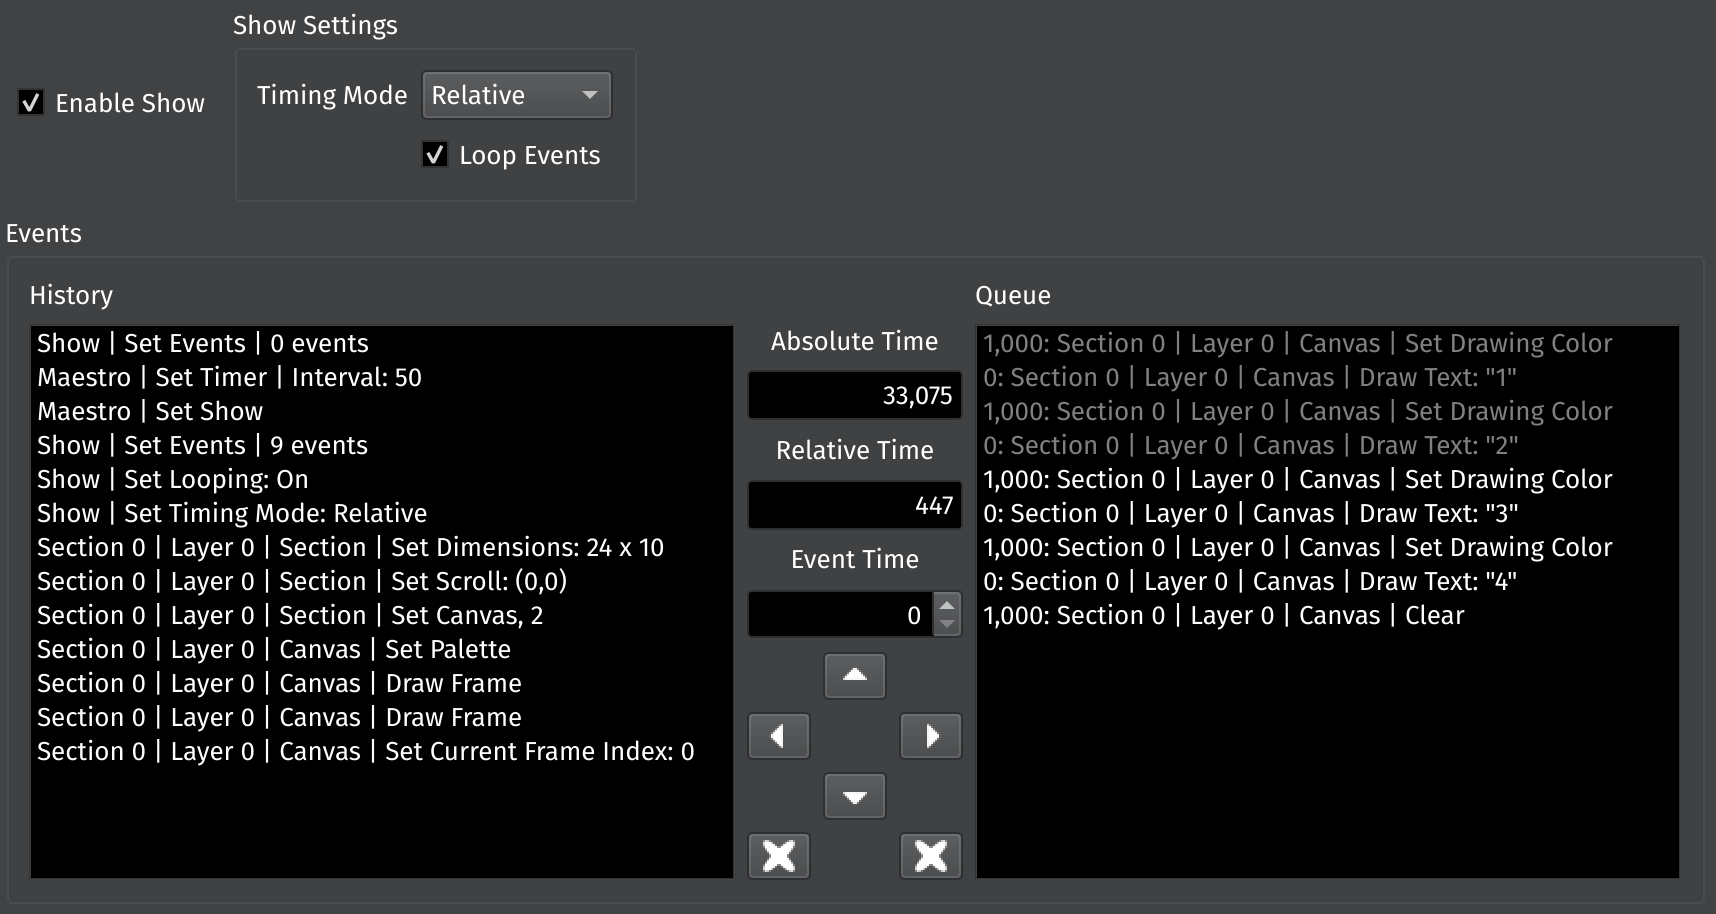 Show Settings
Enable Show
Timing Mode Relative
Loop Events
Events
History
Show | Set Events | 0 events
Maestro | Set Timer | Interval: 50
Maestro | Set Show
Show | Set Events | 9 events
Show | Set Looping: On
Show | Set Timing Mode: Relative
Section 0 | Layer 0 | Section | Set Dimensions: 24 x 10
Section 0 | Layer 0 | Section | Set Scroll: (0,0)
Section 0 | Layer 0 | Section | Set Canvas, 2
Section 0 | Layer 0 | Canvas | Set Palette
Section 0 | Layer 0 | Canvas | Draw Frame
Section 0 | Layer 0 | Canvas | Draw Frame
Section 0 | Layer 0 | Canvas | Set Current Frame Index: 0
Absolute Time
33,075
Relative Time
447
Event Time
0
Queue
1,000: Section 0 | Layer 0 | Canvas | Set Drawing Color
0: Section 0 | Layer 0 | Canvas | Draw Text: "1"
1,000: Section 0 | Layer 0 | Canvas | Set Drawing Color
0: Section 0 | Layer 0 | Canvas | Draw Text: "2"
1,000: Section 0 | Layer 0 | Canvas | Set Drawing Color
0: Section 0 | Layer 0 | Canvas | Draw Text: "3"
1,000: Section 0 | Layer 0 | Canvas | Set Drawing Color
0: Section 0 | Layer 0 | Canvas | Draw Text: "4"
1,000: Section 0 | Layer 0 | Canvas | Clear